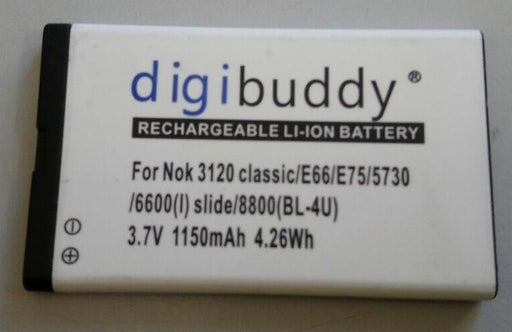 digibuddy®
RECHARGEABLE LI-ION BATTERY
For Nok 3120 classic/E66/E75/5730
/6600(I) slide/8800(BL-4U)
3.7V 1150mAh 4.26Wh